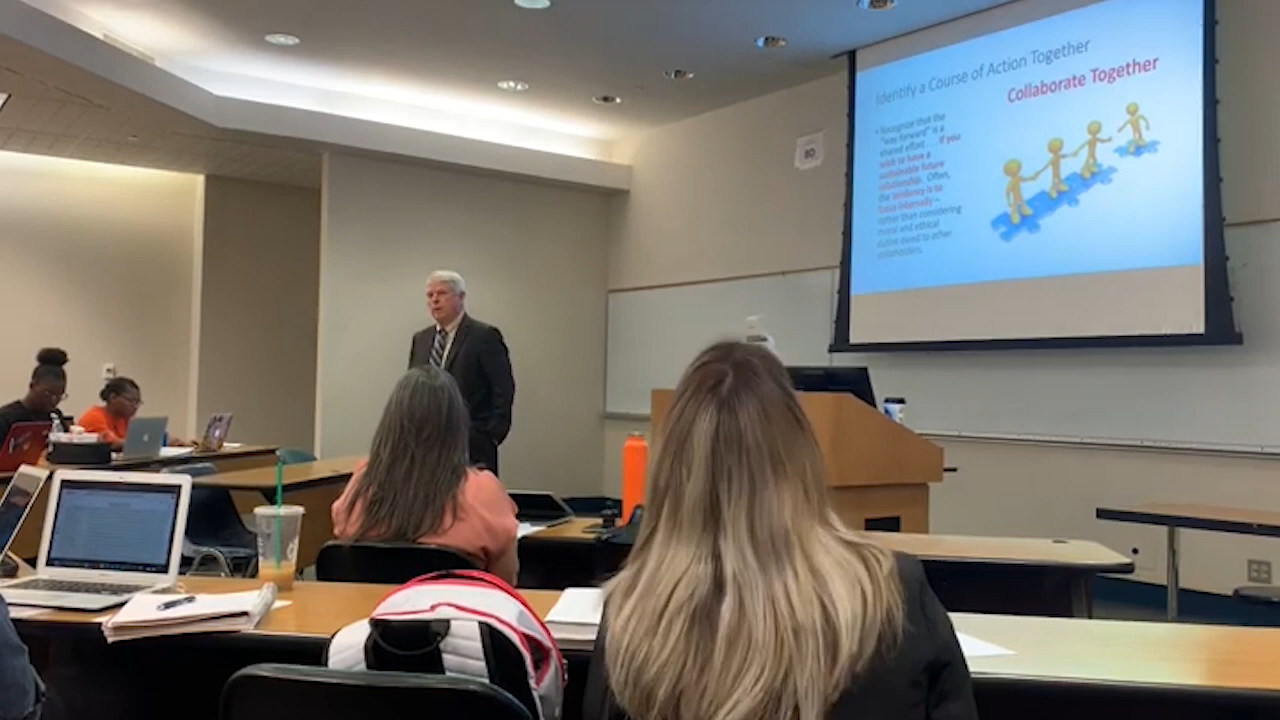 Identify a Course of Action Together
Collaborate Together
• Recognize that the
"way forward" is a
shared effort . . . if you
wish to have a
sustainable future
relationship. Often,
the tendency is to
focus internally –
rather than considering
moral and ethical
duties owed to other
stakeholders.